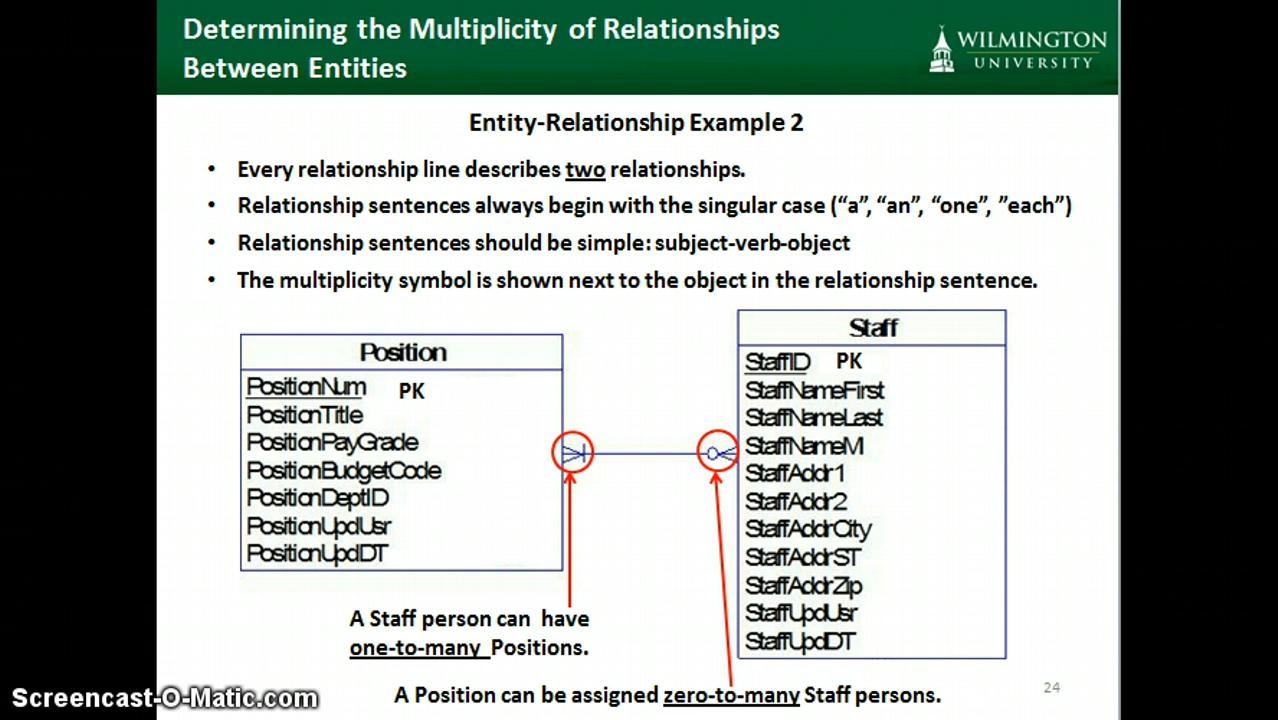 Determining the Multiplicity of Relationships
Between Entities
WILMINGTON
UNIVERSITY
Entity-Relationship Example 2
• Every relationship line describes two relationships.
• Relationship sentences always begin with the singular case (“a”, “an”, “one”, ”each”)
• Relationship sentences should be simple: subject-verb-object
• The multiplicity symbol is shown next to the object in the relationship sentence.
Position
PositionNum PK
PositionTitle
PositionPayGrade
PositionBudgetCode
PositionDeptID
PositionUpdUsr
PositionUpdDT
Staff
StaffID PK
StaffNameFirst
StaffNameLast
StaffNameMI
StaffAddr1
StaffAddr2
StaffAddrCity
StaffAddrST
StaffAddrZip
StaffUpdUsr
StaffUpdDT
A Staff person can have
one-to-many Positions.
A Position can be assigned zero-to-many Staff persons.
24
Screencast-O-Matic.com